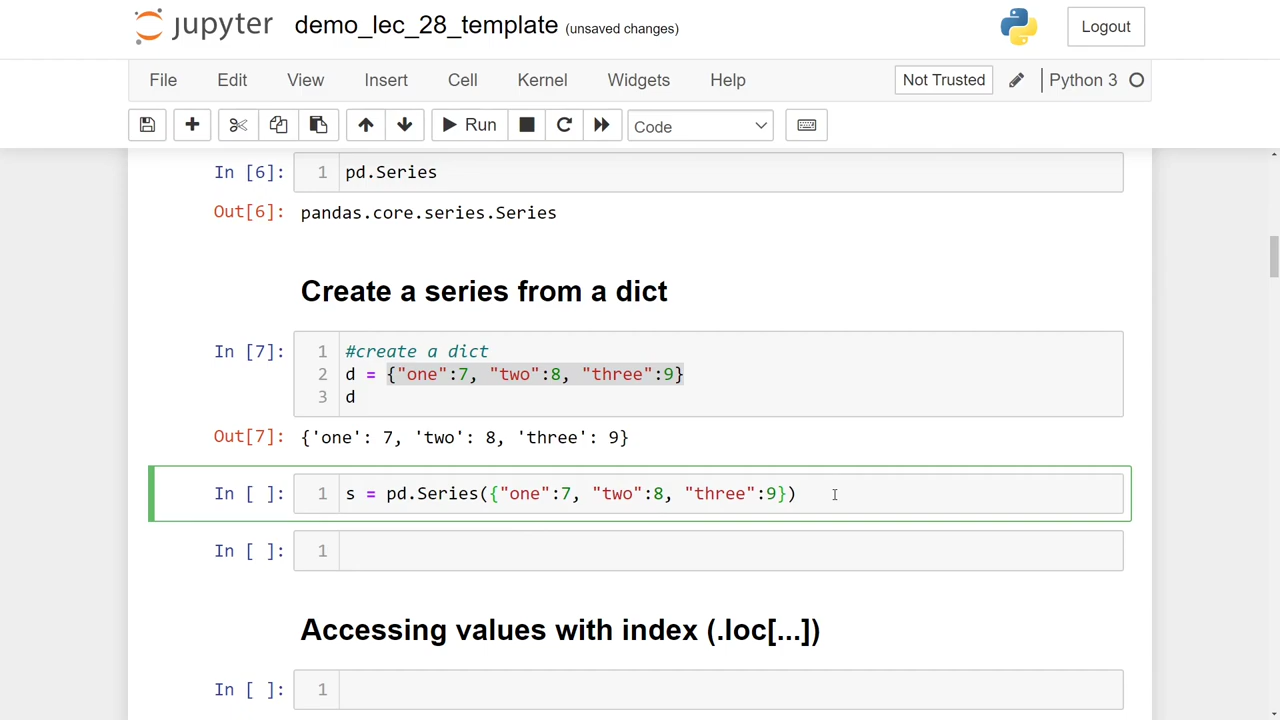 jupyter demo_lec_28_template (unsaved changes) Logout
File Edit View Insert Cell Kernel Widgets Help Not Trusted Python 3
Run Code
In [6]: 1 pd.Series
Out[6]: pandas.core.series.Series
Create a series from a dict
In [7]: 1 #create a dict
2 d = {"one":7, "two":8, "three":9}
3 d
Out[7]: {'one': 7, 'two': 8, 'three': 9}
In [ ]: 1 s = pd.Series({"one":7, "two":8, "three":9})
In [ ]: 1
Accessing values with index (.loc[...])
In [ ]: 1